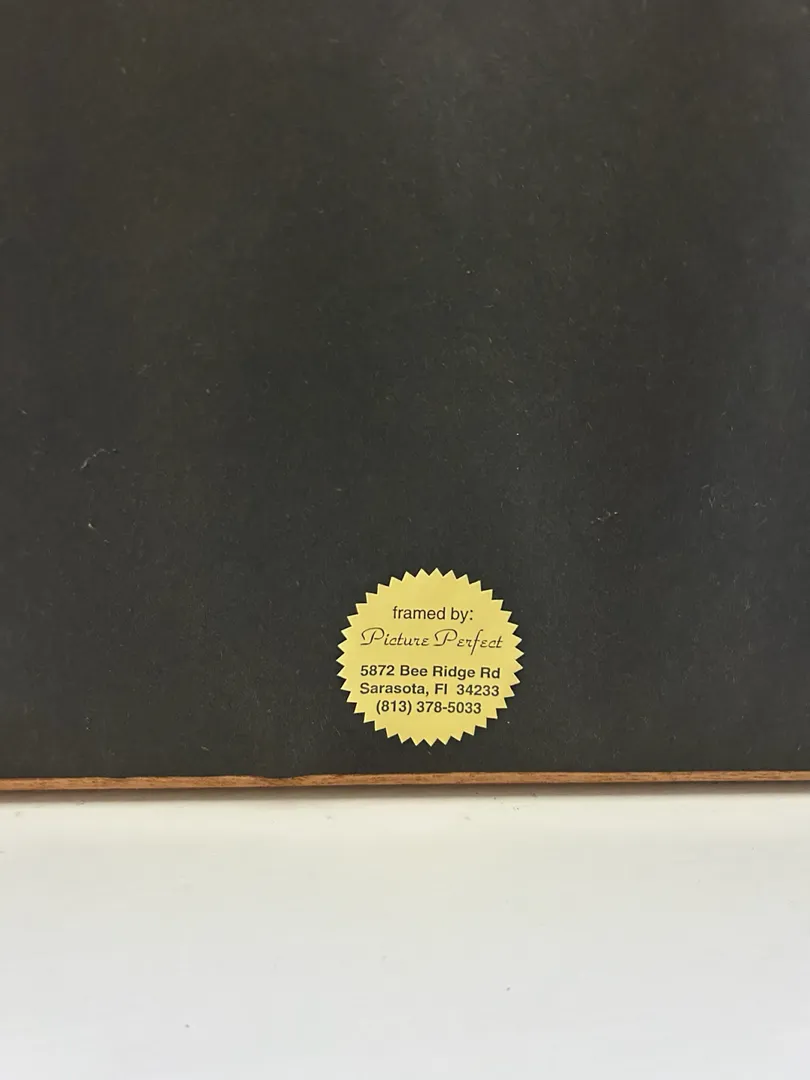 framed by:
Picture Perfect
5872 Bee Ridge Rd
Sarasota, Fl 34233
(813) 378-5033